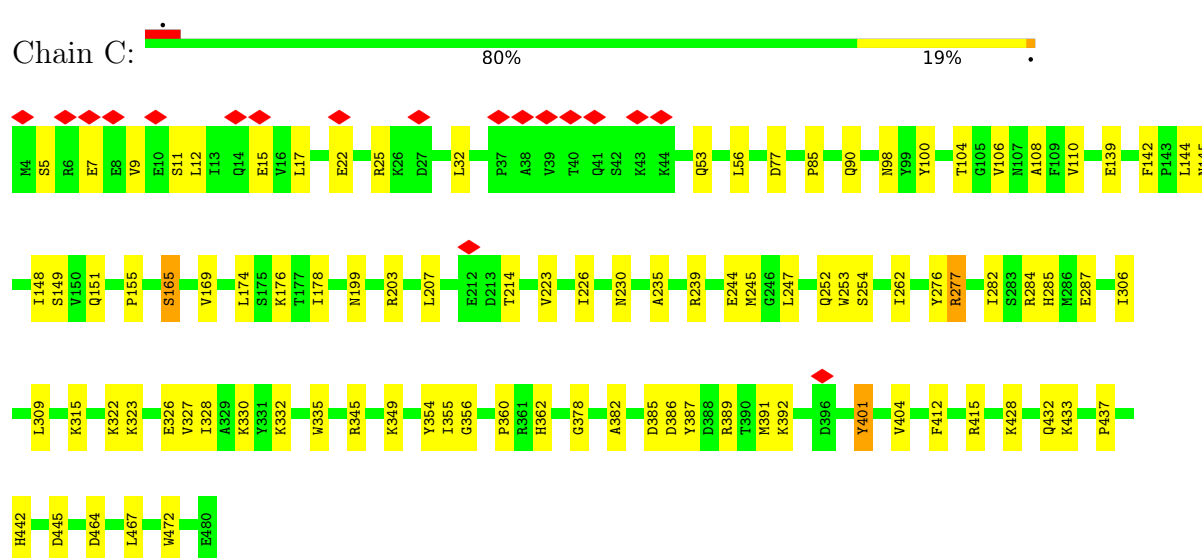 Chain C:
80% 19%
M4 S5 R6 E7 E8 V9 E10 S11 L12 I13 Q14 E15 V16 L17 E22 R25 K26 D27 L32 P37 A38 V39 T40 Q41 S42 K43 K44 Q53 L56 D77 P85 Q90 N98 Y99 Y100 T104 G105 V106 N107 A108 F109 V110 E139 F142 P143 L144
I148 S149 V150 Q151 P155 S165 V169 L174 S175 K176 T177 I178 N199 R203 L207 E212 D213 T214 V223 I226 N230 A235 R239 E244 M245 G246 L247 Q252 W253 S254 I262 Y276 R277 I282 S283 R284 H285 M286 E287 I306
L309 K315 K322 K323 E326 V327 I328 A329 K330 Y331 K332 W335 R345 K349 Y354 I355 G356 P360 R361 H362 G378 A382 D385 D386 Y387 D388 R389 T390 M391 K392 D396 Y401 V404 F412 R415 K428 Q432 K433 P437
H442 D445 D464 L467 W472 E480